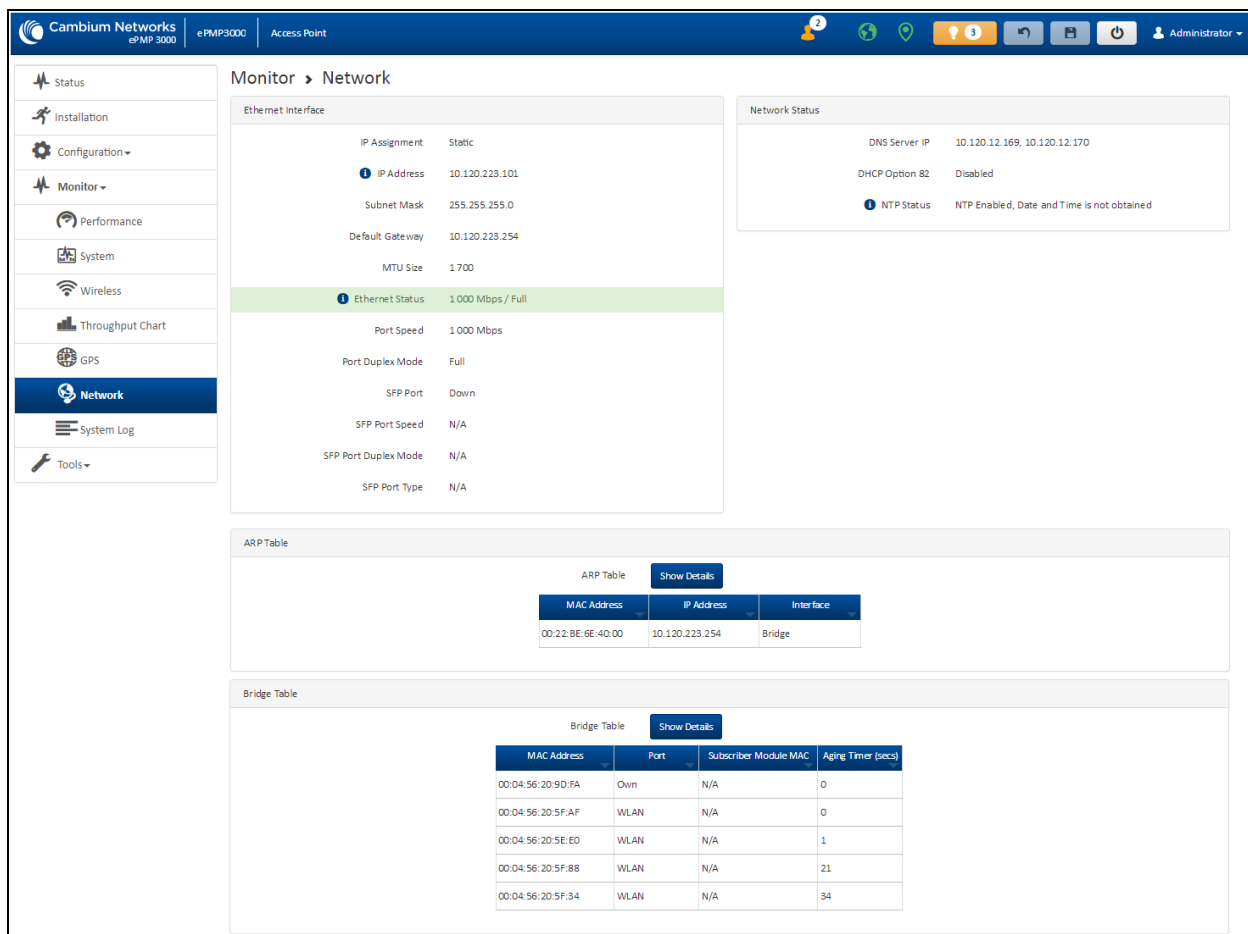 Cambium Networks
ePMP 3000
ePMP3000
Access Point
2
3
Administrator
Status
Installation
Configuration
Monitor
Performance
System
Wireless
Throughput Chart
GPS
Network
System Log
Tools
Monitor > Network
Ethernet Interface
IP Assignment Static
IP Address 10.120.223.101
Subnet Mask 255.255.255.0
Default Gateway 10.120.223.254
MTU Size 1700
Ethernet Status 1000 Mbps / Full
Port Speed 1000 Mbps
Port Duplex Mode Full
SFP Port Down
SFP Port Speed N/A
SFP Port Duplex Mode N/A
SFP Port Type N/A
Network Status
DNS Server IP 10.120.12.169, 10.120.12.170
DHCP Option 82 Disabled
NTP Status NTP Enabled, Date and Time is not obtained
ARP Table
ARP Table Show Details
MAC Address IP Address Interface
00:22:BE:6E:40:00 10.120.223.254 Bridge
Bridge Table
Bridge Table Show Details
MAC Address Port Subscriber Module MAC Aging Timer (secs)
00:04:56:20:9D:FA Own N/A 0
00:04:56:20:5F:AF WLAN N/A 0
00:04:56:20:5E:E0 WLAN N/A 1
00:04:56:20:5F:88 WLAN N/A 21
00:04:56:20:5F:34 WLAN N/A 34